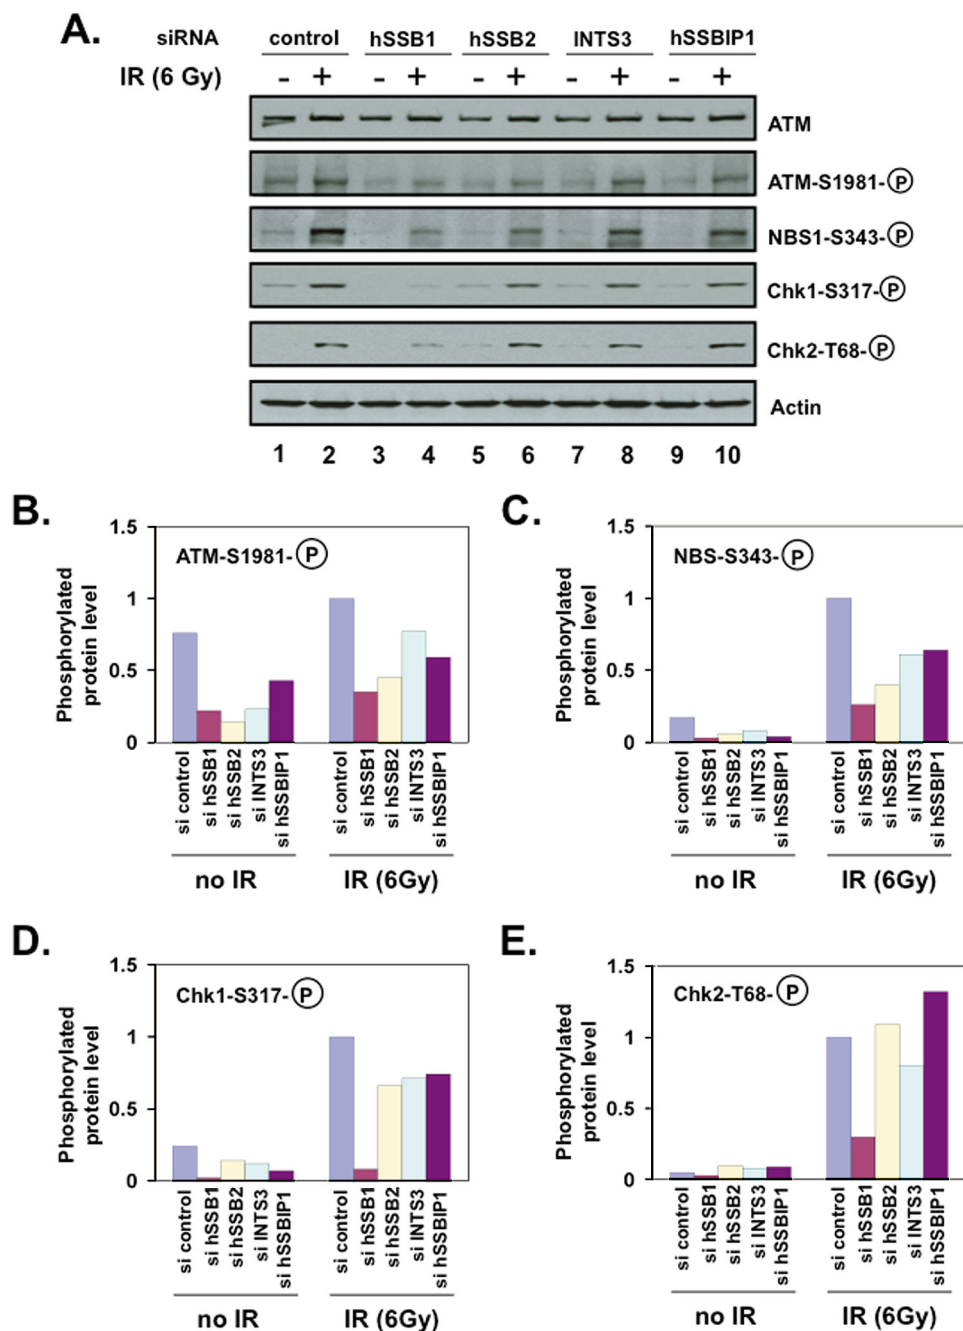 A.
siRNA control hSSB1 hSSB2 INTS3 hSSBIP1
IR (6 Gy) - + - + - + - + - +
ATM
ATM-S1981-Ⓟ
NBS1-S343-Ⓟ
Chk1-S317-Ⓟ
Chk2-T68-Ⓟ
Actin
1 2 3 4 5 6 7 8 9 10
B.
Phosphorylated
protein level
1.5
1
0.5
0
ATM-S1981-Ⓟ
si control
si hSSB1
si hSSB2
si INTS3
si hSSBIP1
si control
si hSSB1
si hSSB2
si INTS3
si hSSBIP1
no IR IR (6Gy)
C.
Phosphorylated
protein level
1.5
1
0.5
0
NBS-S343-Ⓟ
si control
si hSSB1
si hSSB2
si INTS3
si hSSBIP1
si control
si hSSB1
si hSSB2
si INTS3
si hSSBIP1
no IR IR (6Gy)
D.
Phosphorylated
protein level
1.5
1
0.5
0
Chk1-S317-Ⓟ
si control
si hSSB1
si hSSB2
si INTS3
si hSSBIP1
si control
si hSSB1
si hSSB2
si INTS3
si hSSBIP1
no IR IR (6Gy)
E.
Phosphorylated
protein level
1.5
1
0.5
0
Chk2-T68-Ⓟ
si control
si hSSB1
si hSSB2
si INTS3
si hSSBIP1
si control
si hSSB1
si hSSB2
si INTS3
si hSSBIP1
no IR IR (6Gy)